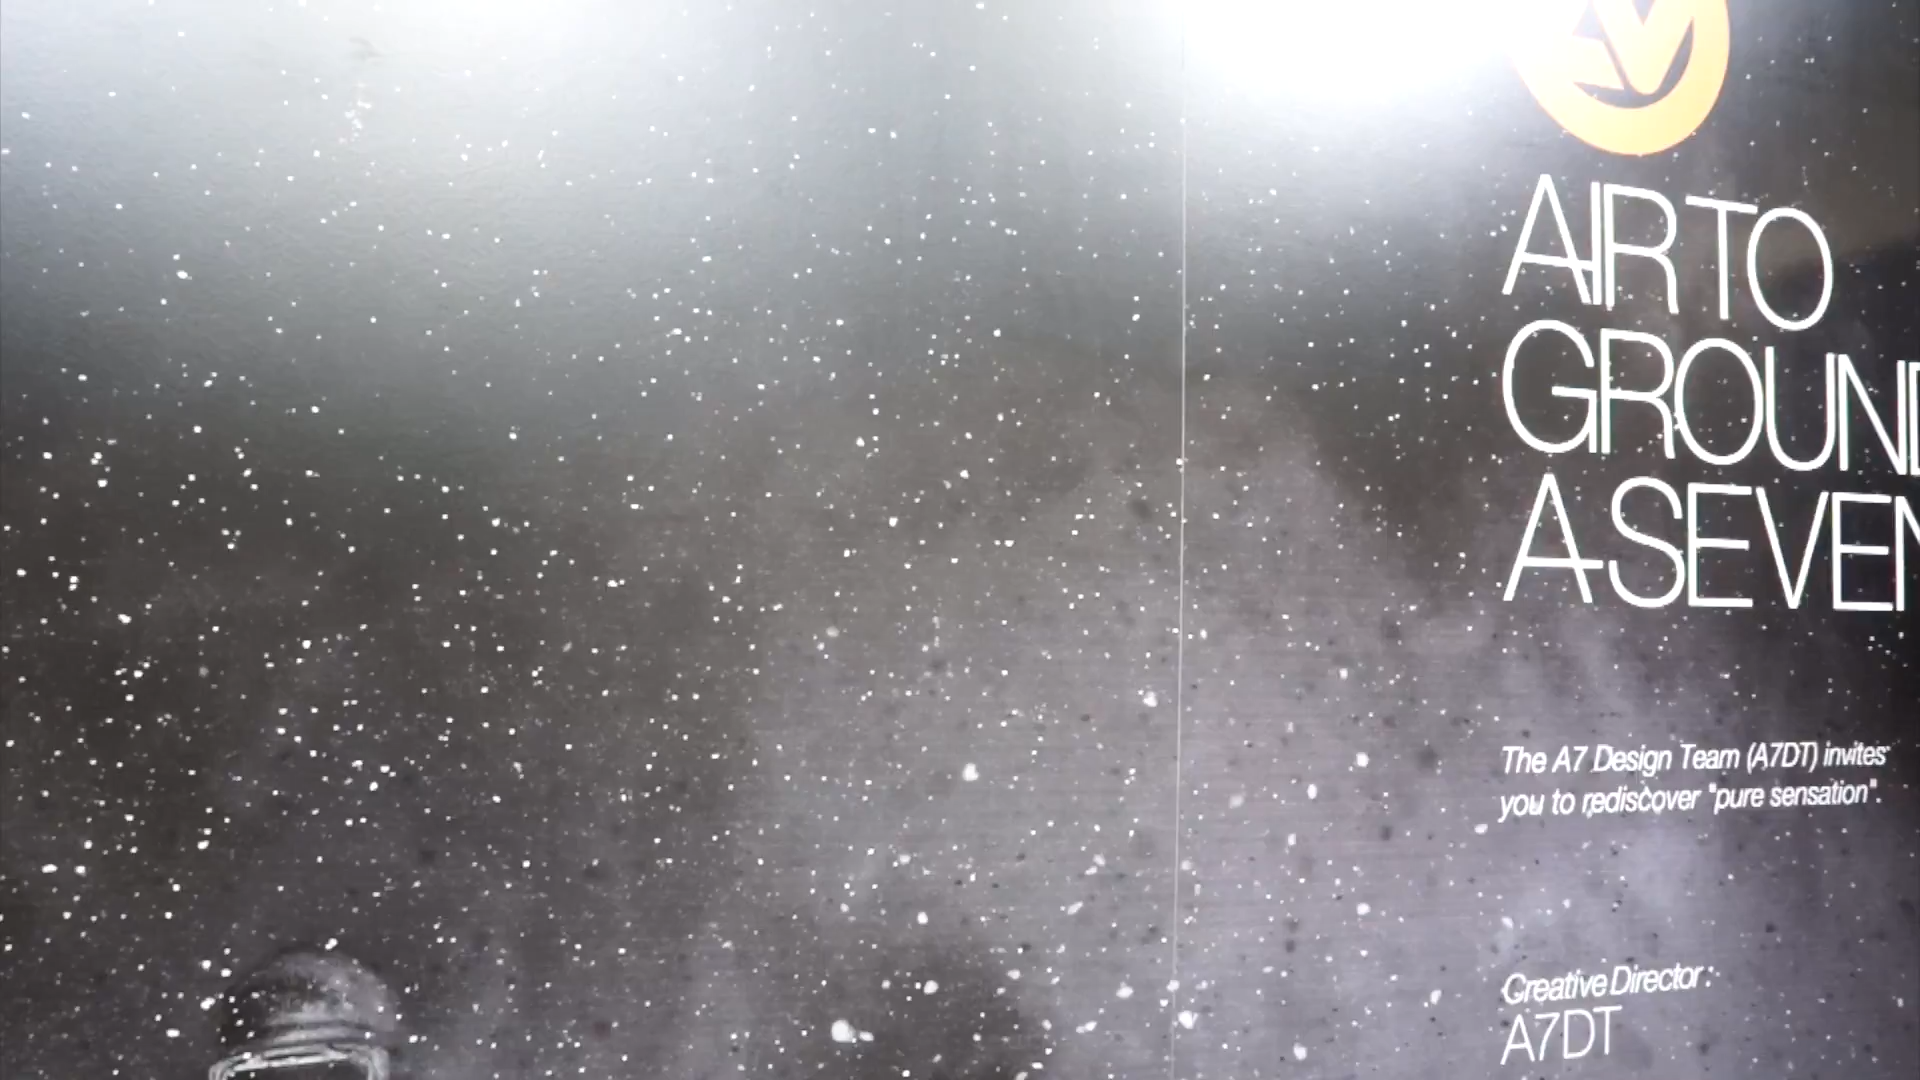 AIR TO
GROUND
A-SEVEN
The A7 Design Team (A7DT) invites
you to rediscover "pure sensation".
Creative Director :
A7DT